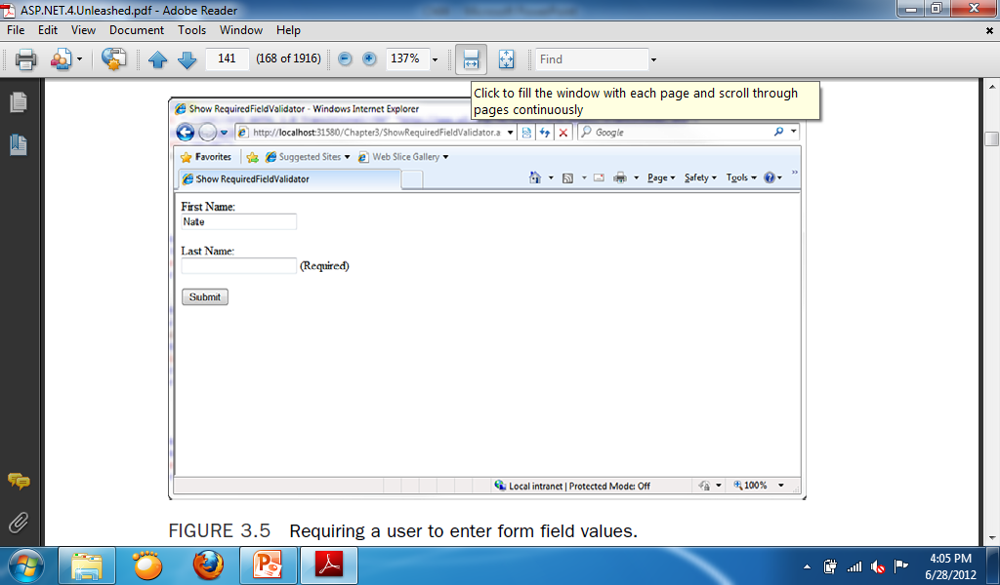 ASP.NET.4.Unleashed.pdf - Adobe Reader
File Edit View Document Tools Window Help
141 (168 of 1916) 137% Find
Click to fill the window with each page and scroll through
pages continuously
Show RequiredFieldValidator - Windows Internet Explorer
http://localhost:31580/Chapter3/ShowRequiredFieldValidator.a Google
Favorites Suggested Sites Web Slice Gallery
Show RequiredFieldValidator Page Safety Tools
First Name:
Nate
Last Name:
(Required)
Submit
Local intranet | Protected Mode: Off 100%
FIGURE 3.5 Requiring a user to enter form field values.
4:05 PM
6/28/2012